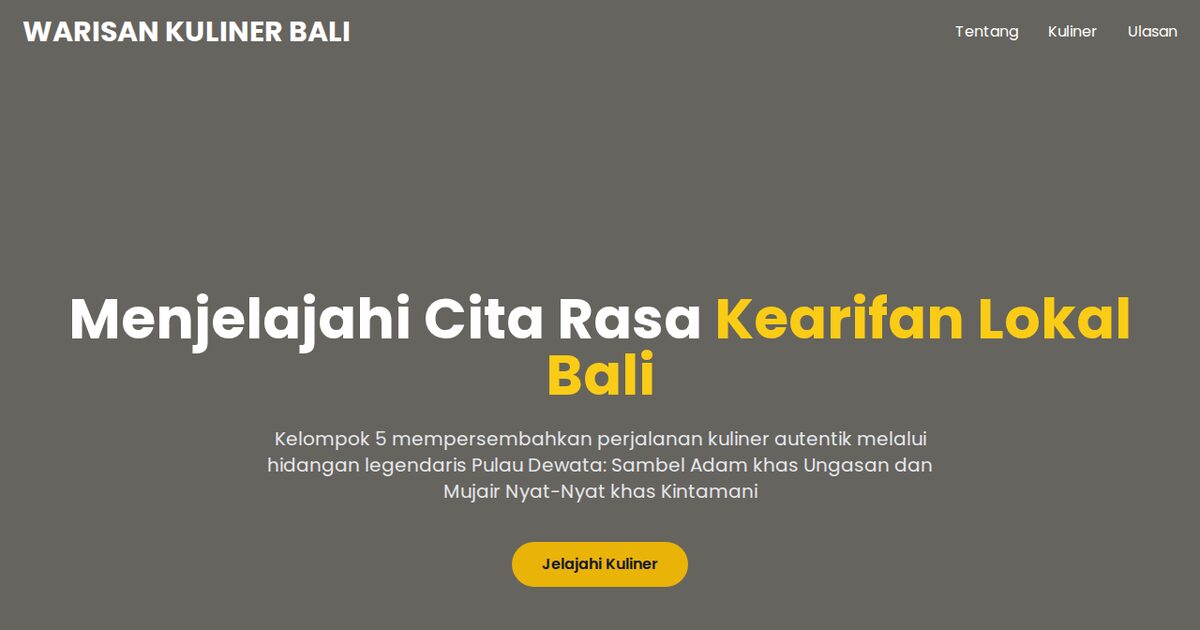 WARISAN KULINER BALI
Tentang Kuliner Ulasan
Menjelajahi Cita Rasa Kearifan Lokal
Bali
Kelompok 5 mempersembahkan perjalanan kuliner autentik melalui
hidangan legendaris Pulau Dewata: Sambel Adam khas Ungasan dan
Mujair Nyat-Nyat khas Kintamani
Jelajahi Kuliner